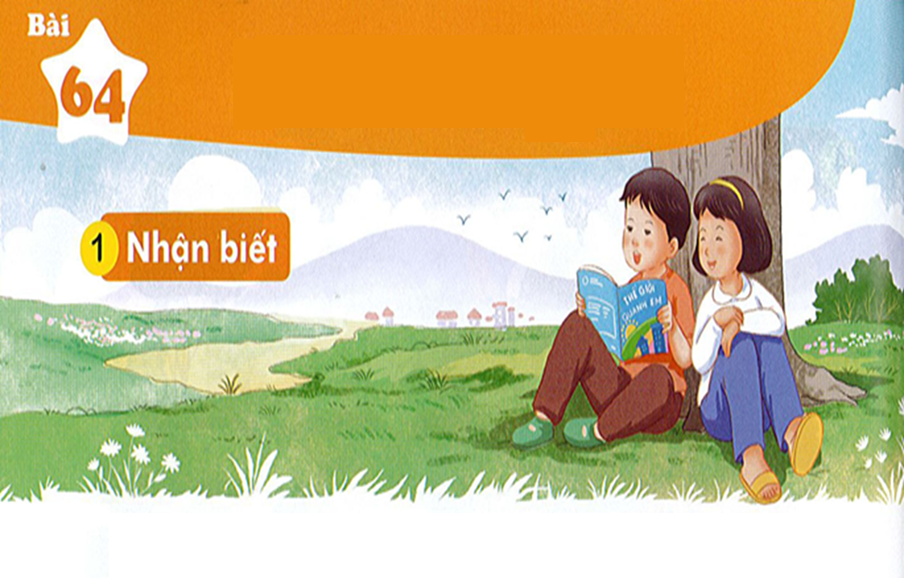 Bài
64
1 Nhận biết
THẾ GIỚI
QUANH EM